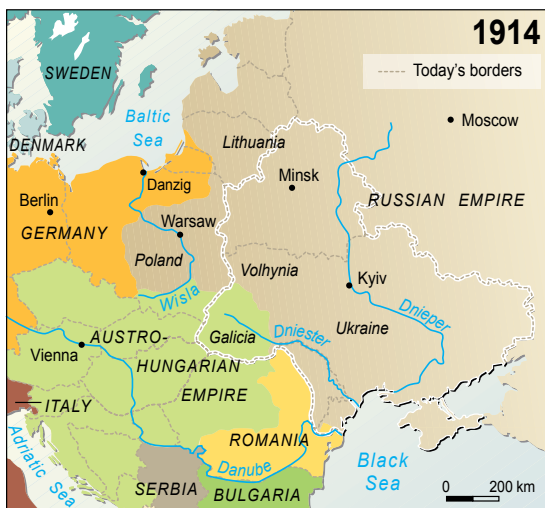 1914
Today's borders
SWEDEN
Moscow
Baltic
Sea
DENMARK
Lithuania
Minsk
Danzig
RUSSIAN EMPIRE
Berlin
GERMANY
Warsaw
Poland
Volhynia
Kyiv
Wisla
Dnieper
Galicia
Dniester
Ukraine
AUSTRO-
HUNGARIAN
EMPIRE
Vienna
ITALY
ROMANIA
Adriatic Sea
Danube
Black
Sea
SERBIA
BULGARIA
0 200 km